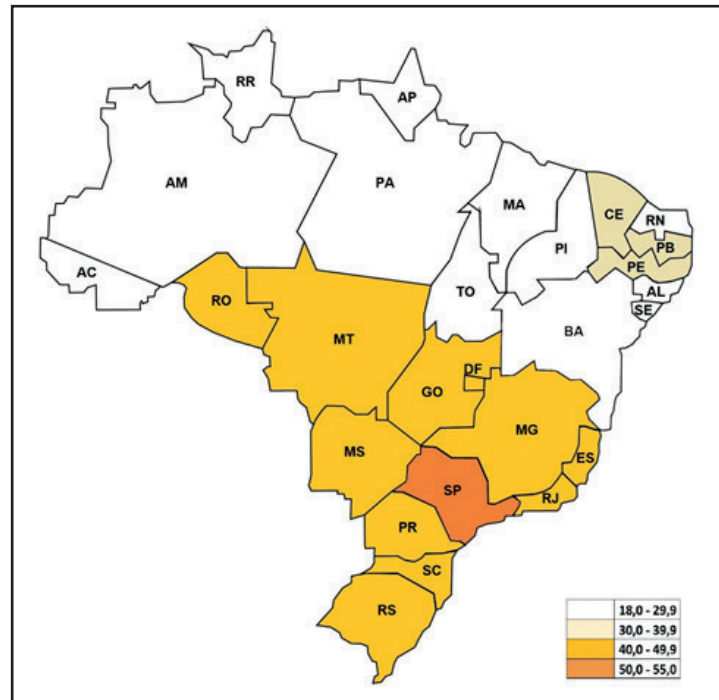 RR
AP
AM
PA
MA
CE
RN
PB
PI
PE
AC
AL
TO
SE
RO
BA
MT
DF
GO
MG
MS
ES
SP
RJ
PR
SC
RS
18,0 - 29,9
30,0 - 39,9
40,0 - 49,9
50,0 - 55,0